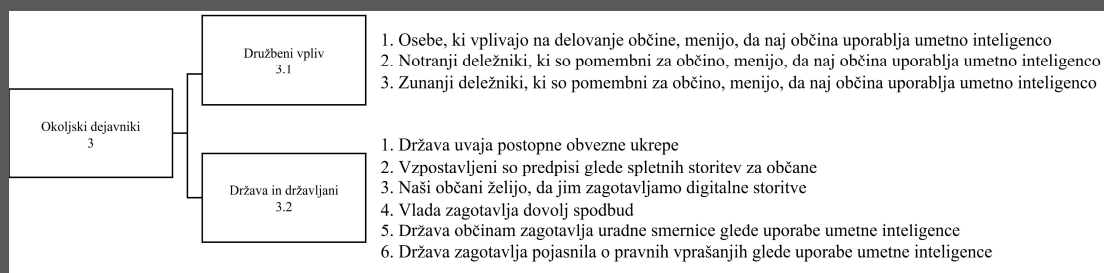 Okoljski dejavniki
3
Družbeni vpliv
3.1
1. Osebe, ki vplivajo na delovanje občine, menijo, da naj občina uporablja umetno inteligenco
2. Notranji deležniki, ki so pomembni za občino, menijo, da naj občina uporablja umetno inteligenco
3. Zunanji deležniki, ki so pomembni za občino, menijo, da naj občina uporablja umetno inteligenco
Država in državljani
3.2
1. Država uvaja postopne obvezne ukrepe
2. Vzpostavljeni so predpisi glede spletnih storitev za občane
3. Naši občani želijo, da jim zagotavljamo digitalne storitve
4. Vlada zagotavlja dovolj spodbud
5. Država občinam zagotavlja uradne smernice glede uporabe umetne inteligence
6. Država zagotavlja pojasnila o pravnih vprašanjih glede uporabe umetne inteligence